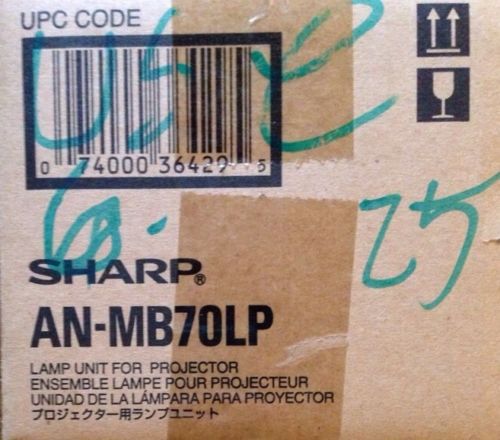 UPC CODE
0 74000 36429 5
SHARP®
AN-MB70LP
LAMP UNIT FOR PROJECTOR
ENSEMBLE LAMPE POUR PROJECTEUR
UNIDAD DE LA LÁMPARA PARA PROYECTOR
プロジェクター用ランプユニット